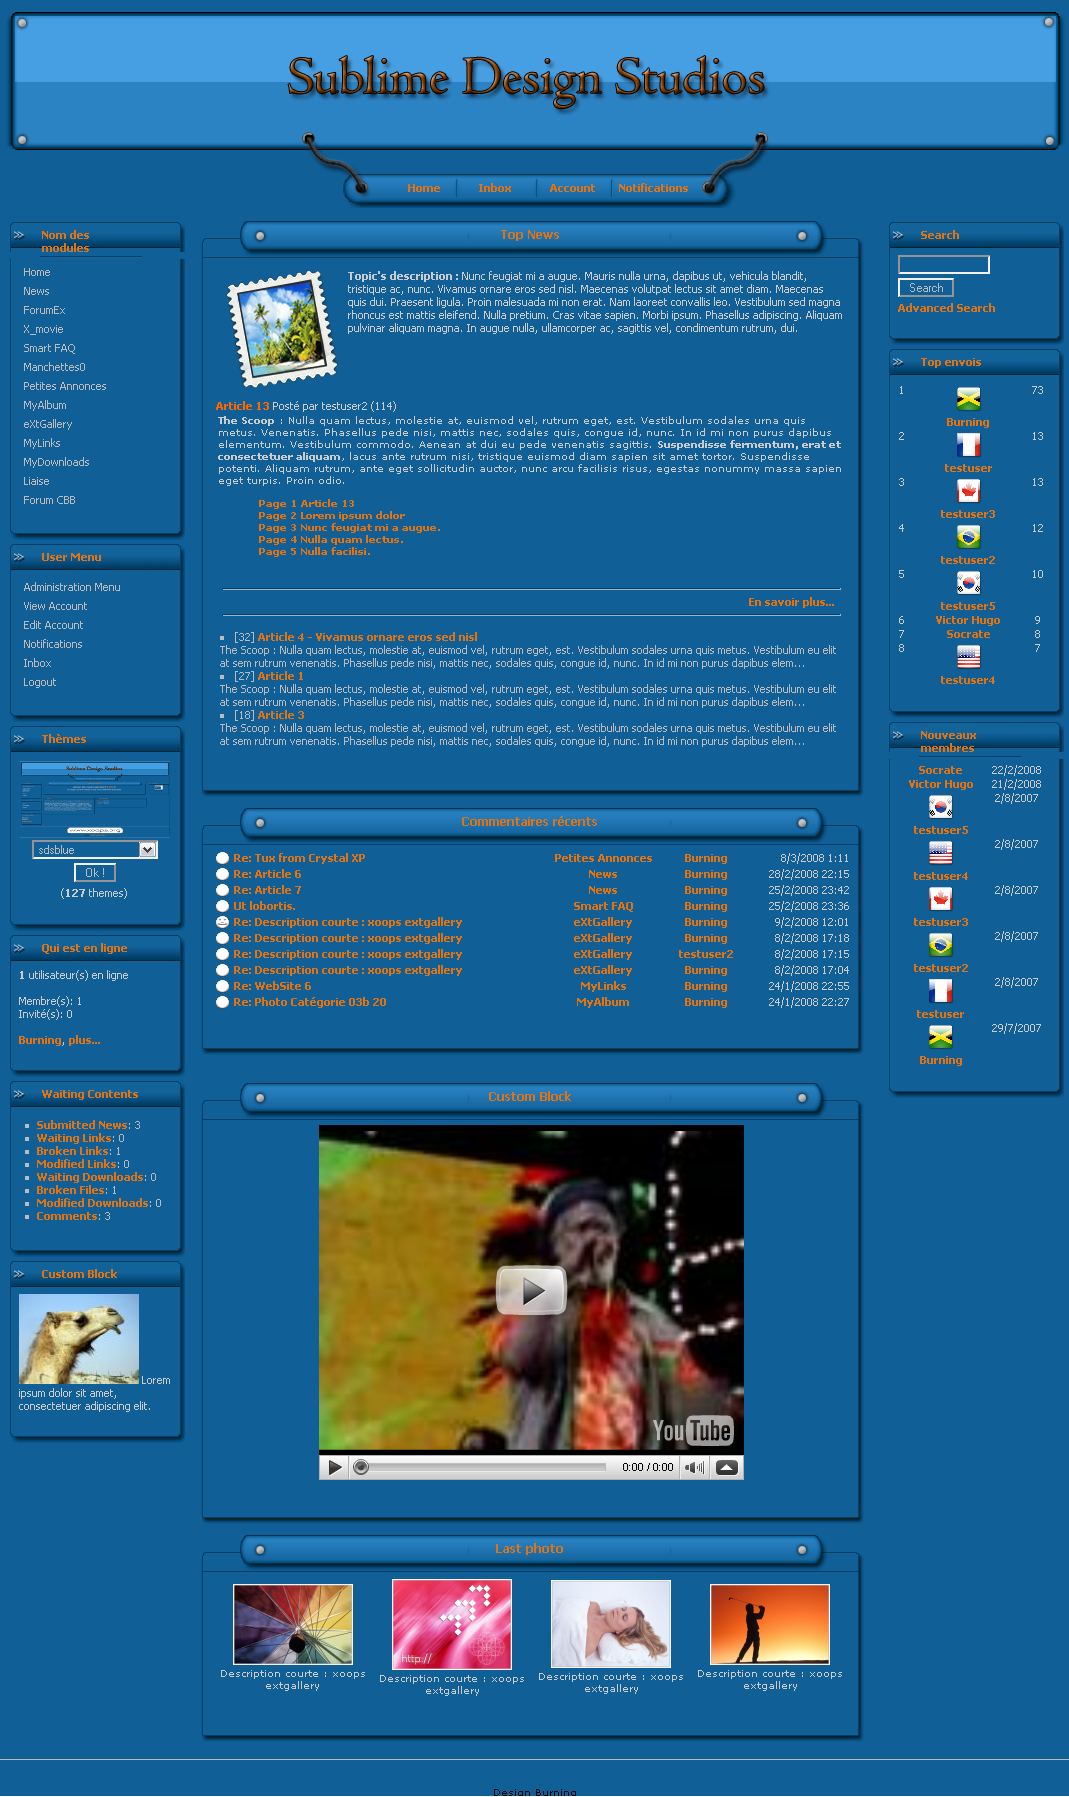 Sublime Design Studios
Home Inbox Account Notifications
Nom des
modules
Home
News
ForumEx
X_movie
Smart FAQ
Manchettes0
Petites Annonces
MyAlbum
eXtGallery
MyLinks
MyDownloads
Liaise
Forum CBB
User Menu
Administration Menu
View Account
Edit Account
Notifications
Inbox
Logout
Thèmes
Sublime Design Studios
sdsblue
Ok !
(127 themes)
Qui est en ligne
1 utilisateur(s) en ligne
Membre(s): 1
Invité(s): 0
Burning, plus...
Waiting Contents
Submitted News: 3
Waiting Links: 0
Broken Links: 1
Modified Links: 0
Waiting Downloads: 0
Broken Files: 1
Modified Downloads: 0
Comments: 3
Custom Block
Lorem
ipsum dolor sit amet,
consectetuer adipiscing elit.
Top News
Topic's description : Nunc feugiat mi a augue. Mauris nulla urna, dapibus ut, vehicula blandit,
tristique ac, nunc. Vivamus ornare eros sed nisl. Maecenas volutpat lectus sit amet diam. Maecenas
quis dui. Praesent ligula. Proin malesuada mi non erat. Nam laoreet convallis leo. Vestibulum sed magna
rhoncus est mattis eleifend. Nulla pretium. Cras vitae sapien. Morbi ipsum. Phasellus adipiscing. Aliquam
pulvinar aliquam magna. In augue nulla, ullamcorper ac, sagittis vel, condimentum rutrum, dui.
Article 13 Posté par testuser2 (114)
The Scoop : Nulla quam lectus, molestie at, euismod vel, rutrum eget, est. Vestibulum sodales urna quis
metus. Venenatis. Phasellus pede nisi, mattis nec, sodales quis, congue id, nunc. In id mi non purus dapibus
elementum. Vestibulum commodo. Aenean at dui eu pede venenatis sagittis. Suspendisse fermentum, erat et
consectetuer aliquam, lacus ante rutrum nisi, tristique euismod diam sapien sit amet tortor. Suspendisse
potenti. Aliquam rutrum, ante eget sollicitudin auctor, nunc arcu facilisis risus, egestas nonummy massa sapien
eget turpis. Proin odio.
Page 1 Article 13
Page 2 Lorem ipsum dolor
Page 3 Nunc feugiat mi a augue.
Page 4 Nulla quam lectus.
Page 5 Nulla facilisi.
En savoir plus...
[32] Article 4 - Vivamus ornare eros sed nisl
The Scoop : Nulla quam lectus, molestie at, euismod vel, rutrum eget, est. Vestibulum sodales urna quis metus. Vestibulum eu elit
at sem rutrum venenatis. Phasellus pede nisi, mattis nec, sodales quis, congue id, nunc. In id mi non purus dapibus elem...
[27] Article 1
The Scoop : Nulla quam lectus, molestie at, euismod vel, rutrum eget, est. Vestibulum sodales urna quis metus. Vestibulum eu elit
at sem rutrum venenatis. Phasellus pede nisi, mattis nec, sodales quis, congue id, nunc. In id mi non purus dapibus elem...
[18] Article 3
The Scoop : Nulla quam lectus, molestie at, euismod vel, rutrum eget, est. Vestibulum sodales urna quis metus. Vestibulum eu elit
at sem rutrum venenatis. Phasellus pede nisi, mattis nec, sodales quis, congue id, nunc. In id mi non purus dapibus elem...
Commentaires récents
Re: Tux from Crystal XP Petites Annonces Burning 8/3/2008 1:11
Re: Article 6 News Burning 28/2/2008 22:15
Re: Article 7 News Burning 25/2/2008 23:42
Ut lobortis. Smart FAQ Burning 25/2/2008 23:36
Re: Description courte : xoops extgallery eXtGallery Burning 9/2/2008 12:01
Re: Description courte : xoops extgallery eXtGallery Burning 8/2/2008 17:18
Re: Description courte : xoops extgallery eXtGallery testuser2 8/2/2008 17:15
Re: Description courte : xoops extgallery eXtGallery Burning 8/2/2008 17:04
Re: WebSite 6 MyLinks Burning 24/1/2008 22:55
Re: Photo Catégorie 03b 20 MyAlbum Burning 24/1/2008 22:27
Custom Block
YouTube
0:00 / 0:00
Last photo
http://
Description courte : xoops
extgallery
Description courte : xoops
extgallery
Description courte : xoops
extgallery
Description courte : xoops
extgallery
Search
Search
Advanced Search
Top envois
1 73
Burning
2 13
testuser
3 13
testuser3
4 12
testuser2
5 10
testuser5
6 Victor Hugo 9
7 Socrate 8
8 7
testuser4
Nouveaux
membres
Socrate 22/2/2008
Victor Hugo 21/2/2008
2/8/2007
testuser5
2/8/2007
testuser4
2/8/2007
testuser3
2/8/2007
testuser2
2/8/2007
testuser
29/7/2007
Burning
Design Burning